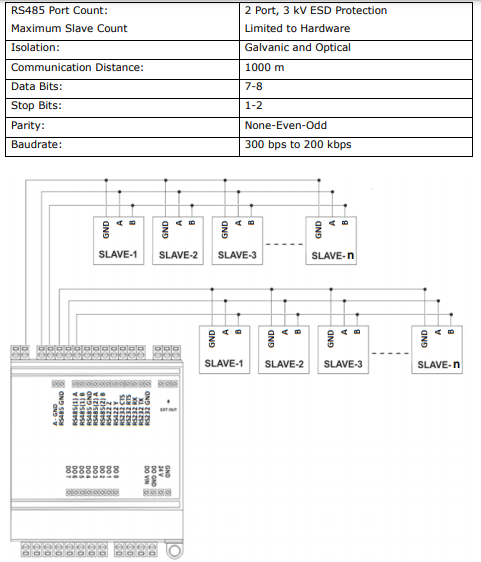 RS485 Port Count: 2 Port, 3 kV ESD Protection
Maximum Slave Count Limited to Hardware
Isolation: Galvanic and Optical
Communication Distance: 1000 m
Data Bits: 7-8
Stop Bits: 1-2
Parity: None-Even-Odd
Baudrate: 300 bps to 200 kbps
GND A B GND A B GND A B GND A B
SLAVE-1 SLAVE-2 SLAVE-3 SLAVE-n
GND A B GND A B GND A B GND A B
SLAVE-1 SLAVE-2 SLAVE-3 SLAVE-n
A - GND
RS485 GND
RS485(1) A
RS485(1) B
RS485 GND
RS485(2) A
RS485(2) B
RS422 Z
RS422 Y
RS232 CTS
RS232 RTS
RS232 RX
RS232 TX
RS232 GND
EXT-OUT
DO 7
DO 6
DO 5
DO 4
DO 3
DO 2
DO 1
DO 0
DO VIN
DO GND
24 V
GND